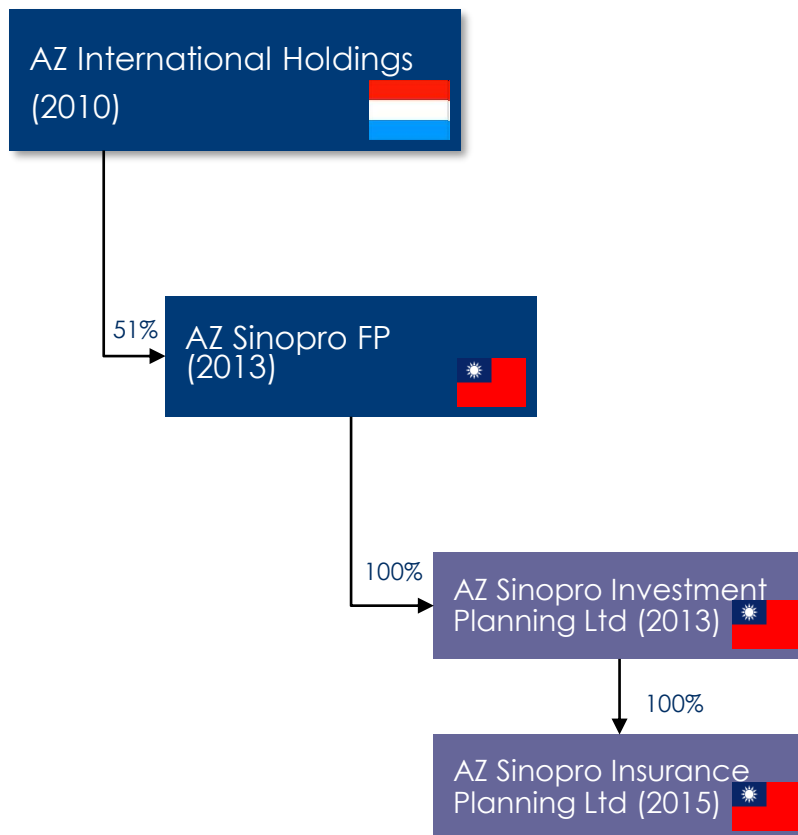 AZ International Holdings
(2010)
51%
AZ Sinopro FP
(2013)
100%
AZ Sinopro Investment
Planning Ltd (2013)
100%
AZ Sinopro Insurance
Planning Ltd (2015)